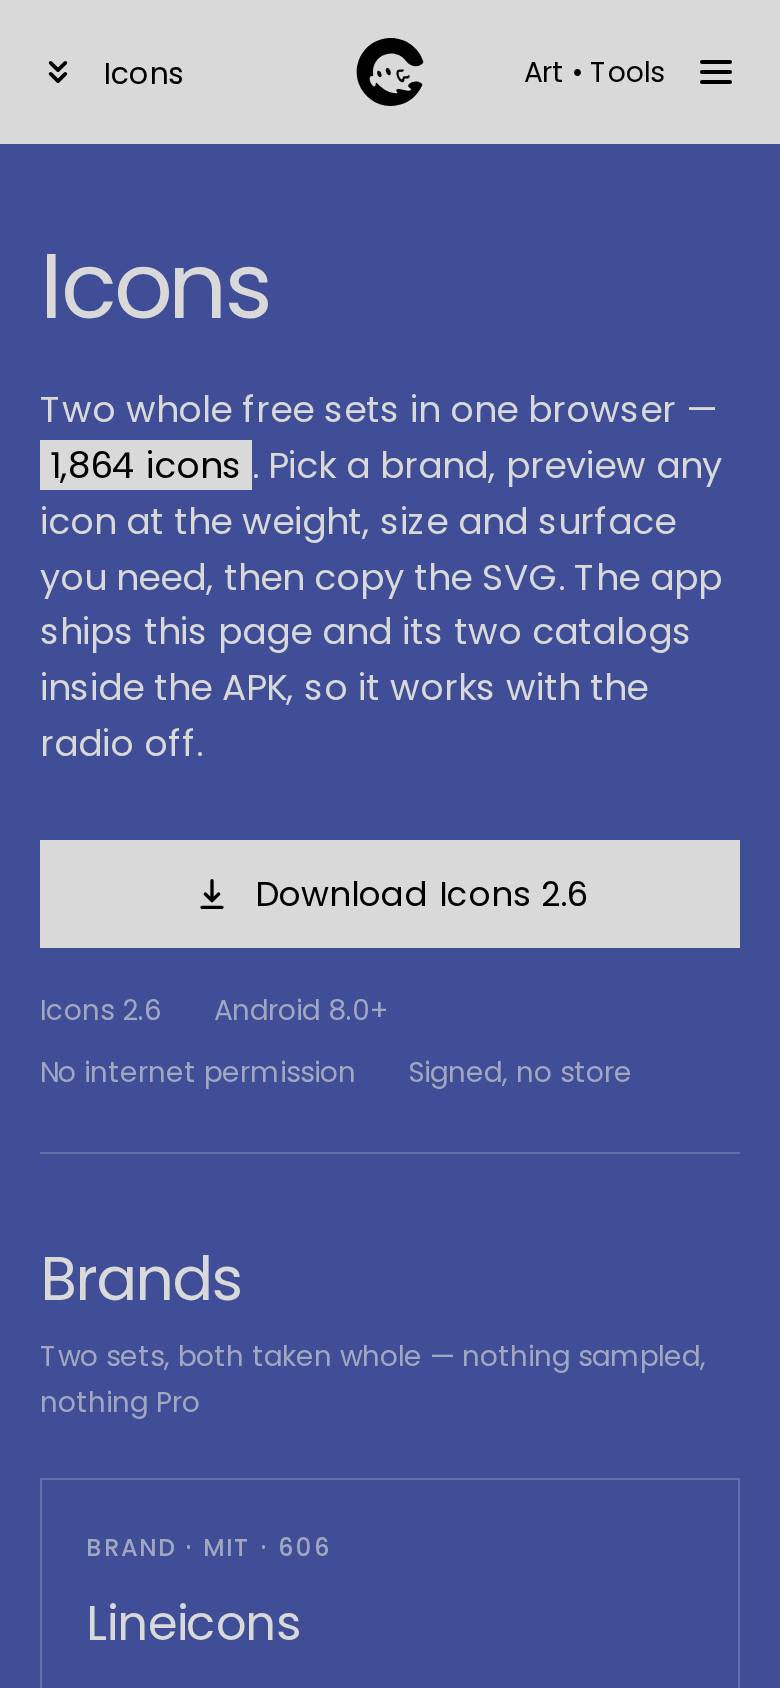 Icons
Art • Tools
Icons
Two whole free sets in one browser —
1,864 icons. Pick a brand, preview any
icon at the weight, size and surface
you need, then copy the SVG. The app
ships this page and its two catalogs
inside the APK, so it works with the
radio off.
Download Icons 2.6
Icons 2.6 Android 8.0+
No internet permission Signed, no store
Brands
Two sets, both taken whole — nothing sampled,
nothing Pro
BRAND · MIT · 606
Lineicons